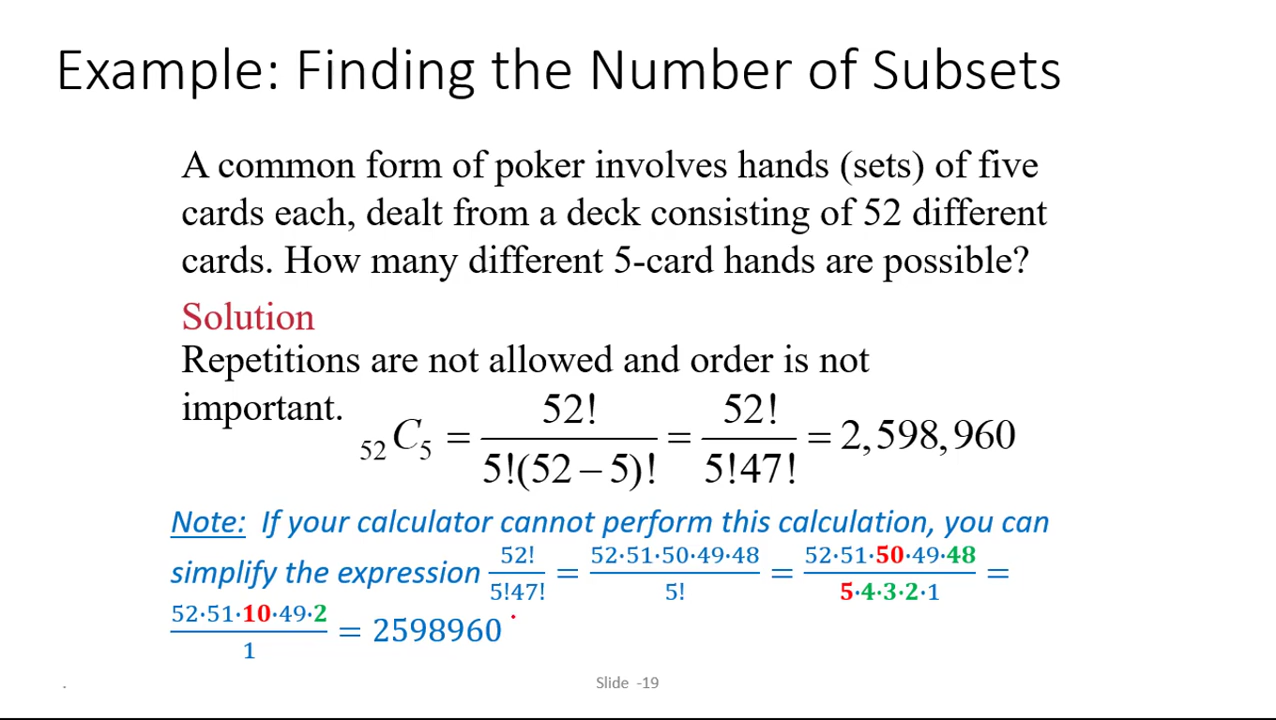 Example: Finding the Number of Subsets
A common form of poker involves hands (sets) of five
cards each, dealt from a deck consisting of 52 different
cards. How many different 5-card hands are possible?
Solution
Repetitions are not allowed and order is not
important.
₅₂C₅ = 52!/5!(52 – 5)! = 52!/5!47! = 2,598,960
Note: If your calculator cannot perform this calculation, you can
simplify the expression 52!/5!47! = 52·51·50·49·48/5! = 52·51·50·49·48/5·4·3·2·1 =
52·51·10·49·2/1 = 2598960
Slide -19